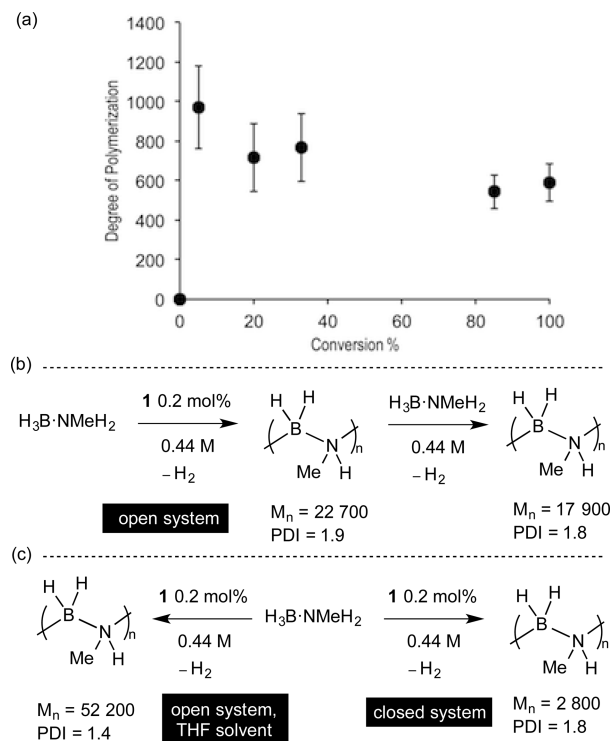 (a)
1400
1200
1000
800
600
400
200
0
Degree of Polymerization
0 20 40 60 80 100
Conversion %
(b)
H₃B·NMeH₂
1 0.2 mol%
0.44 M
– H₂
open system
H H
B N n
Me H
Mₙ = 22 700
PDI = 1.9
H₃B·NMeH₂
0.44 M
– H₂
H H
B N n
Me H
Mₙ = 17 900
PDI = 1.8
(c)
H H
B N n
Me H
Mₙ = 52 200
PDI = 1.4
1 0.2 mol%
0.44 M
– H₂
open system,
THF solvent
H₃B·NMeH₂
1 0.2 mol%
0.44 M
– H₂
closed system
H H
B N n
Me H
Mₙ = 2 800
PDI = 1.8